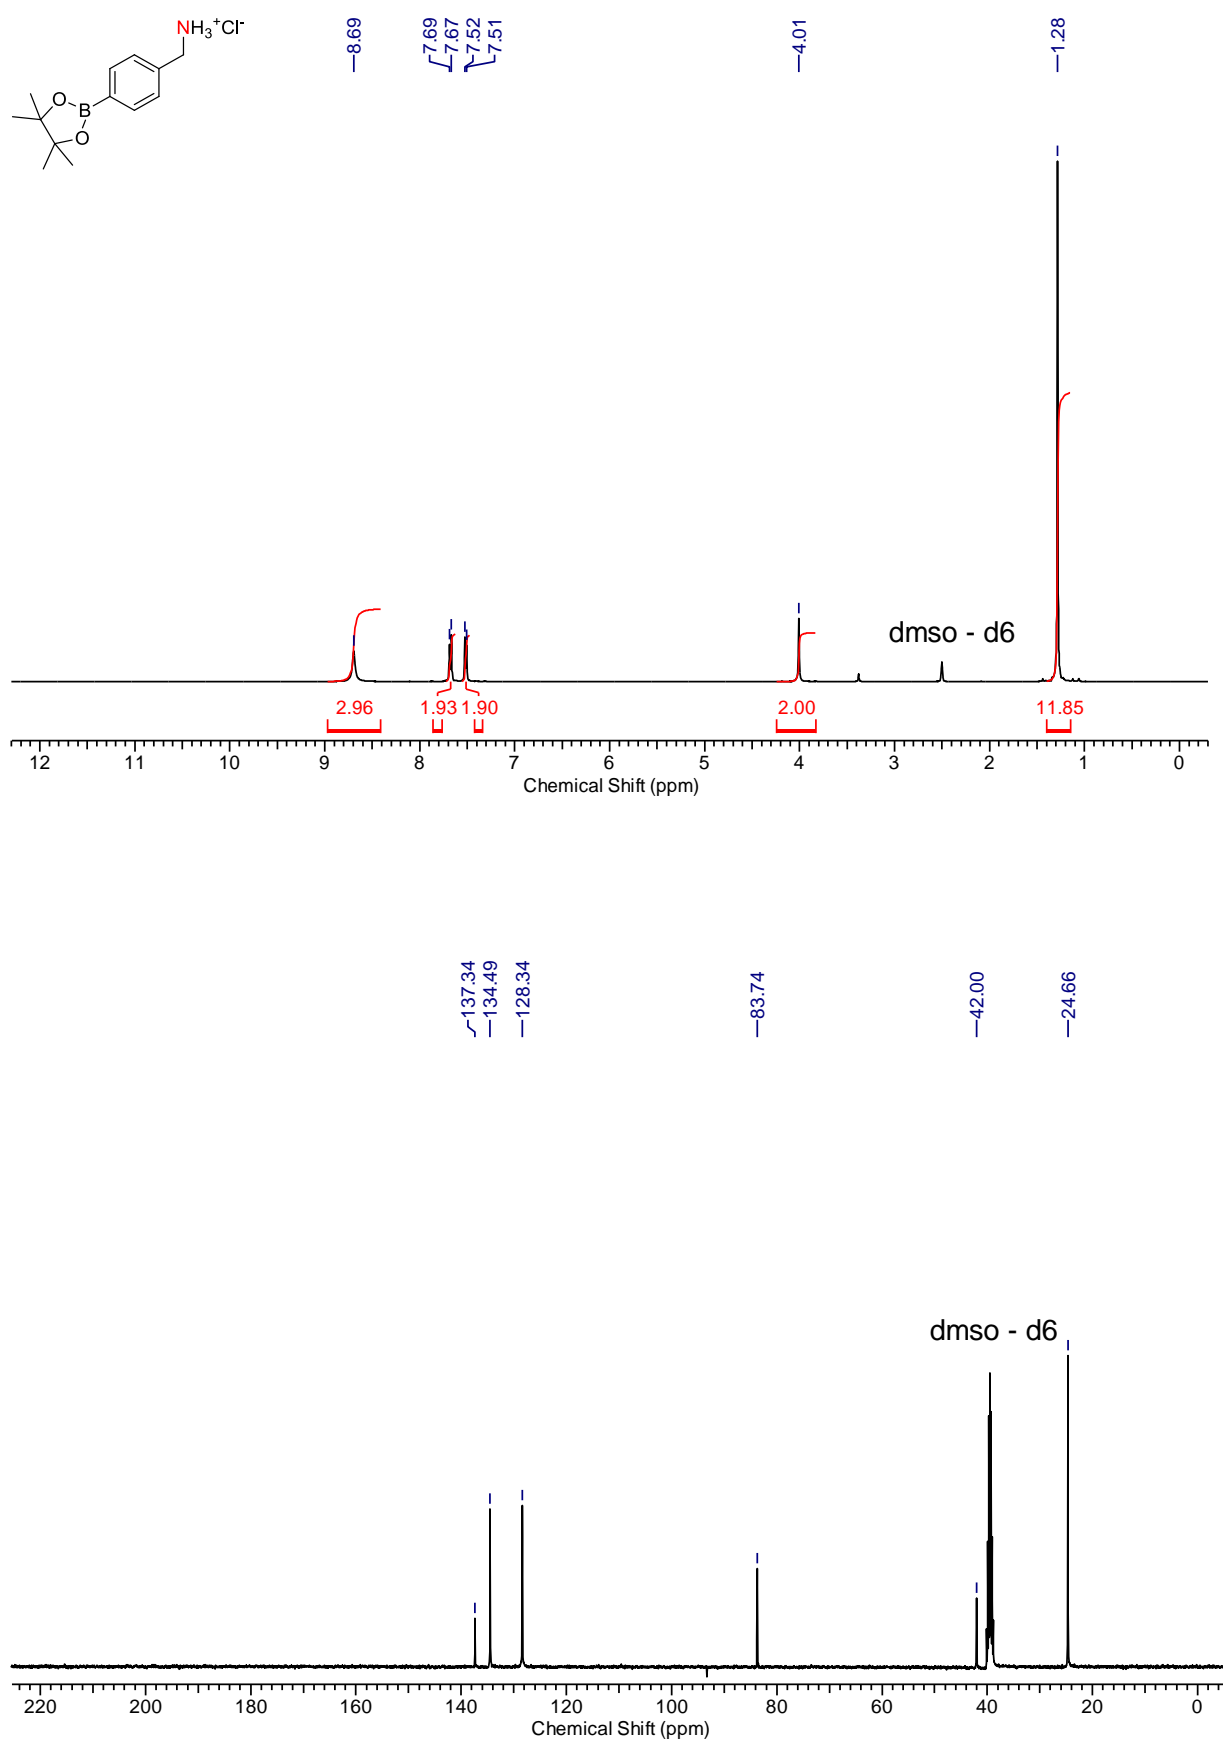 NH3+Cl-
O
B
O
8.69
7.69
7.67
7.52
7.51
4.01
1.28
dmso - d6
2.96 1.93 1.90 2.00 11.85
12 11 10 9 8 7 6 5 4 3 2 1 0
Chemical Shift (ppm)
137.34
134.49
128.34
83.74
42.00
24.66
dmso - d6
220 200 180 160 140 120 100 80 60 40 20 0
Chemical Shift (ppm)